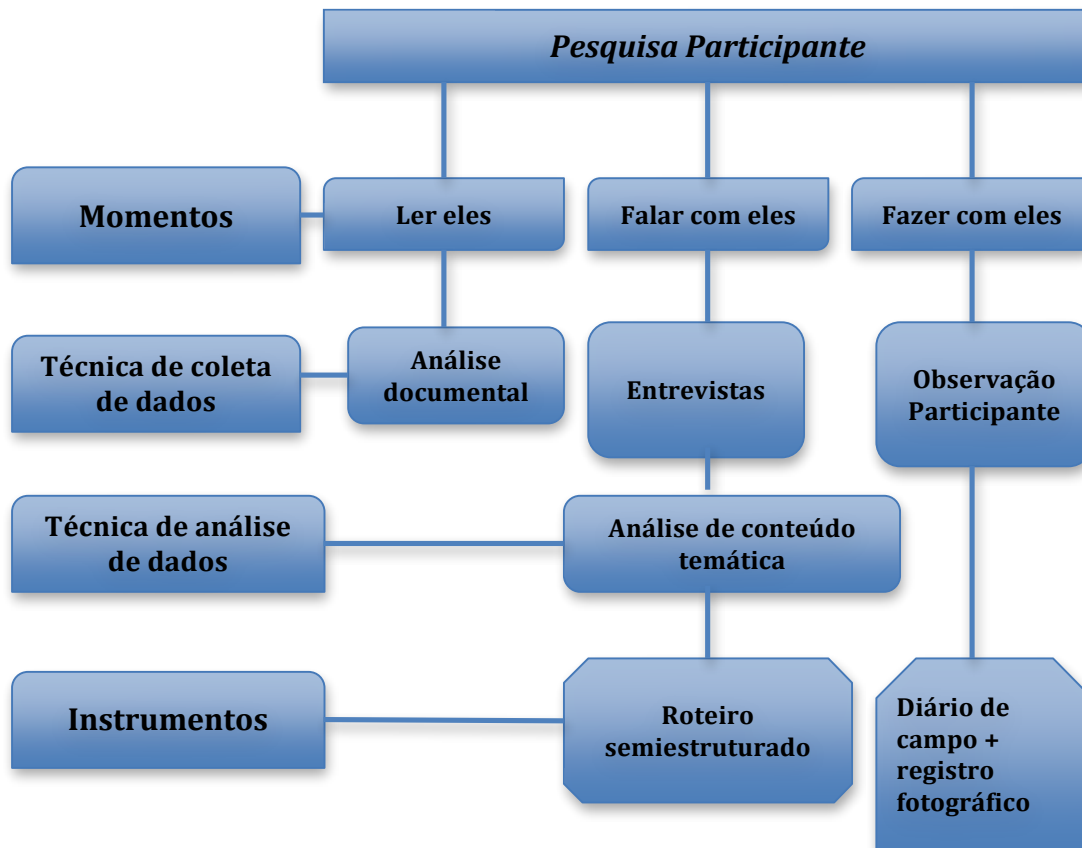 Pesquisa Participante
Momentos
Ler eles
Falar com eles
Fazer com eles
Técnica de coleta
de dados
Análise
documental
Entrevistas
Observação
Participante
Técnica de análise
de dados
Análise de conteúdo
temática
Instrumentos
Roteiro
semiestruturado
Diário de
campo +
registro
fotográfico